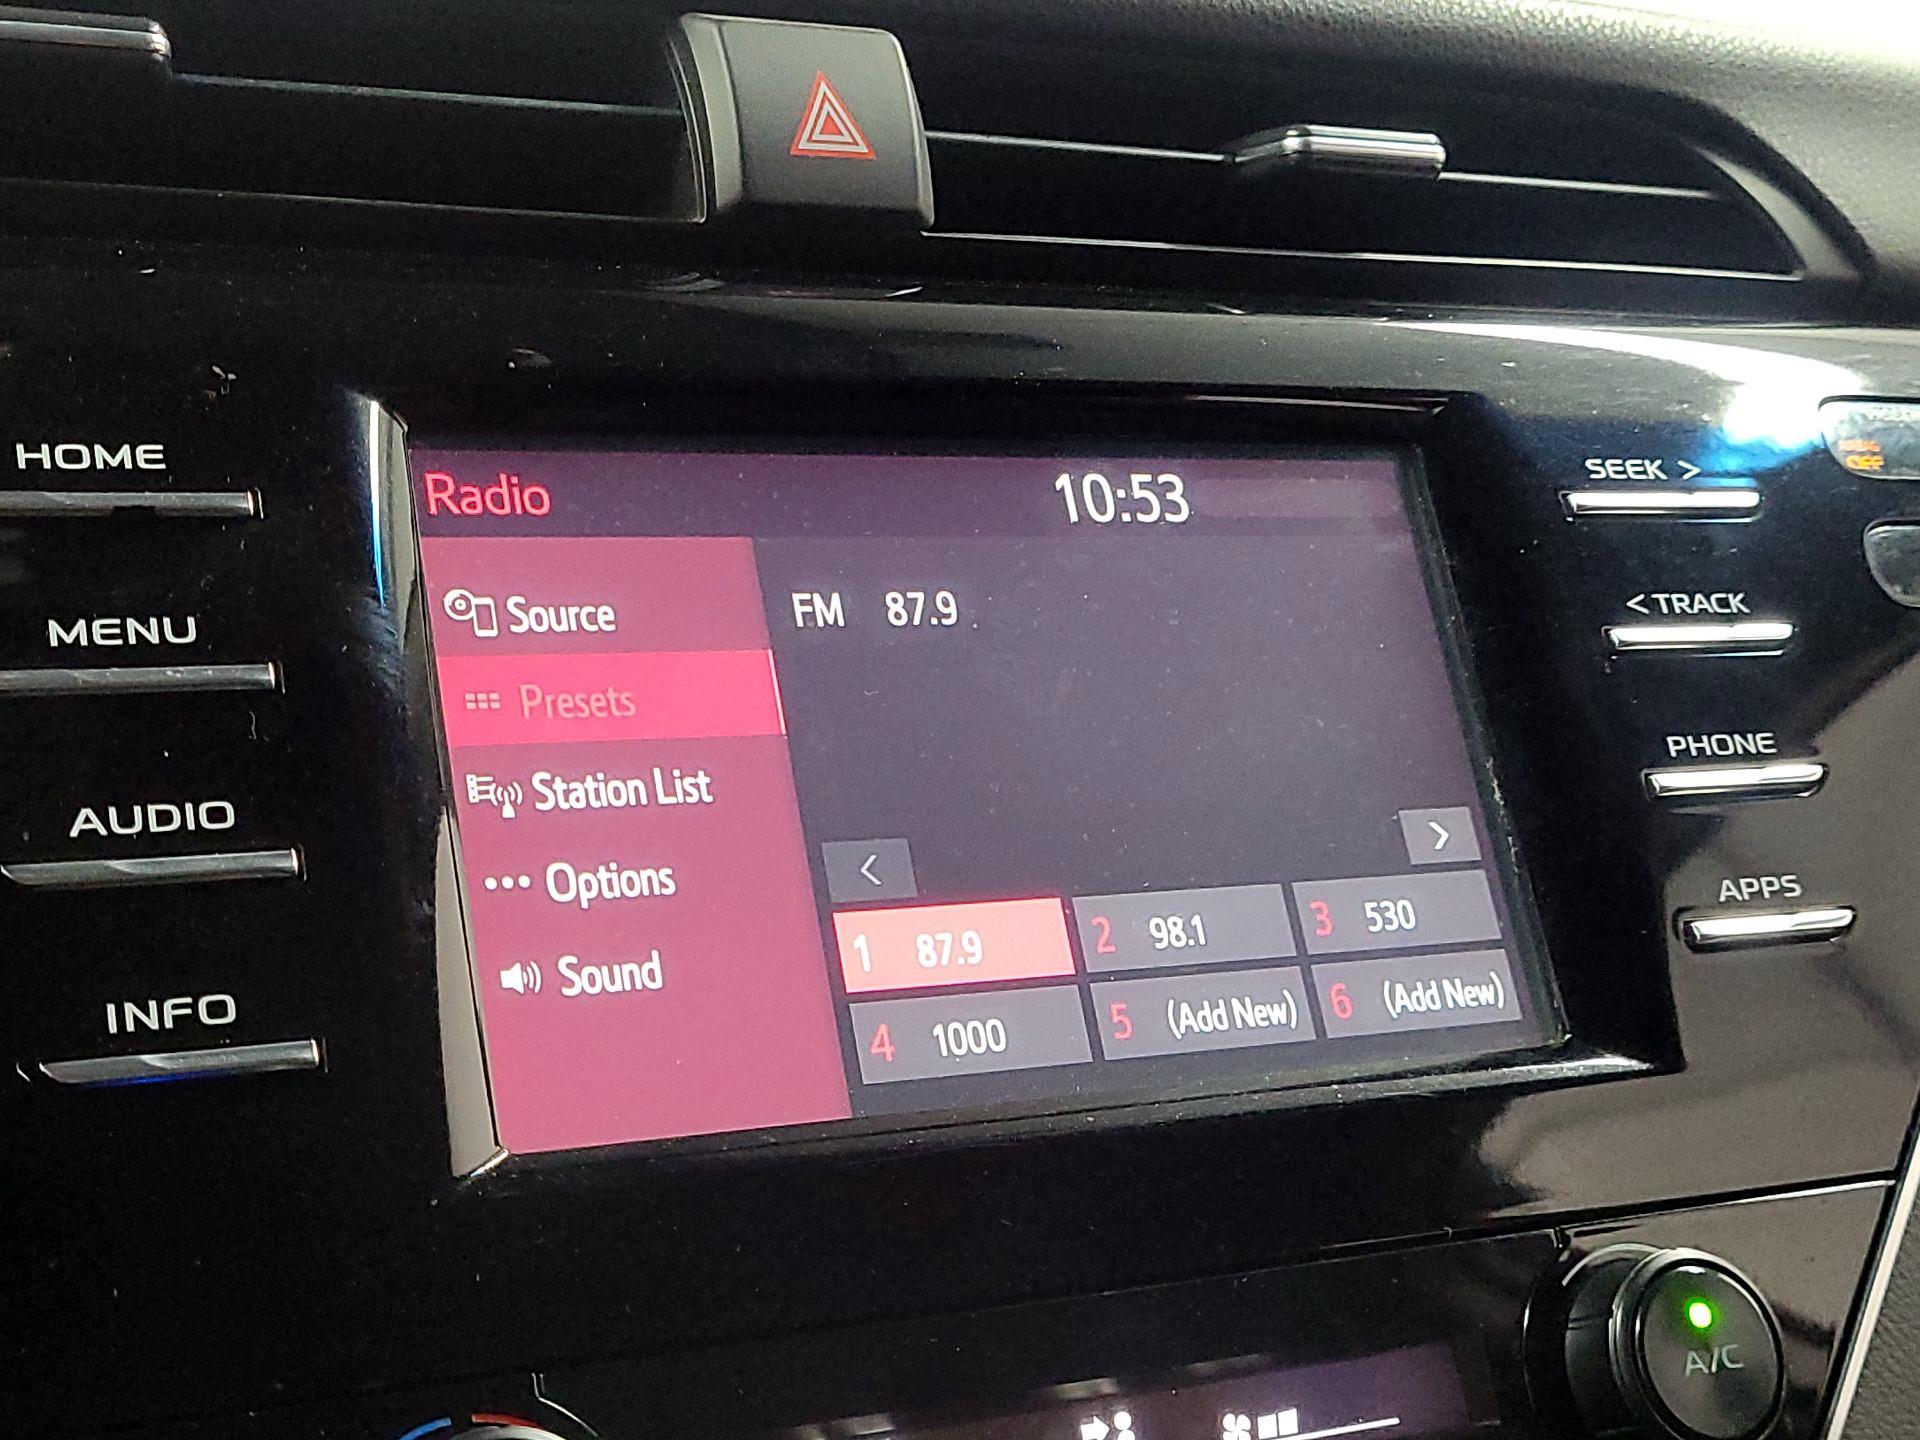 HOME
MENU
AUDIO
INFO
Radio
10:53
Source
Presets
Station List
Options
Sound
FM 87.9
<
>
1 87.9
2 98.1
3 530
4 1000
5 (Add New)
6 (Add New)
SEEK >
< TRACK
PHONE
APPS
OFF
A/C